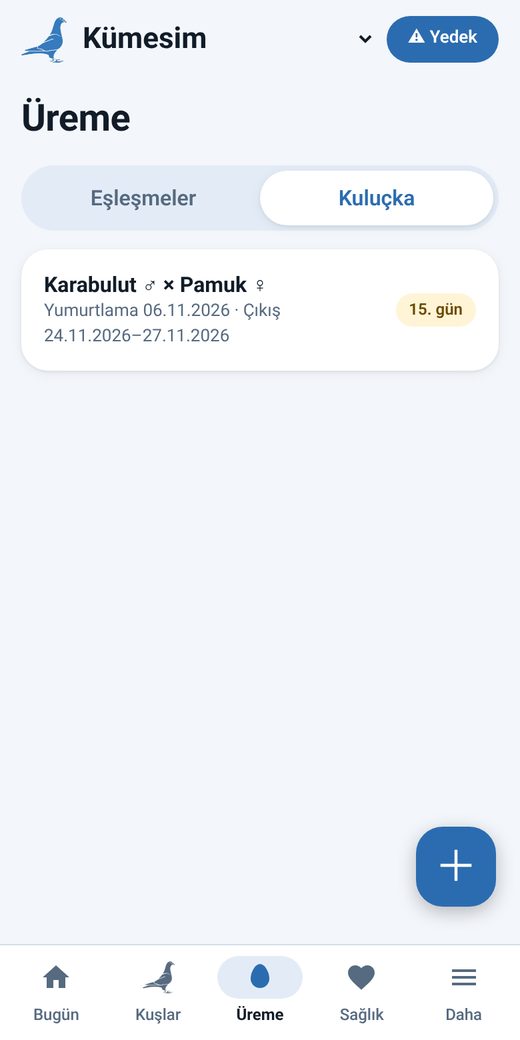 Kümesim
Yedek
Üreme
Eşleşmeler
Kuluçka
Karabulut ♂ × Pamuk ♀
Yumurtlama 06.11.2026 · Çıkış
24.11.2026–27.11.2026
15. gün
Bugün
Kuşlar
Üreme
Sağlık
Daha